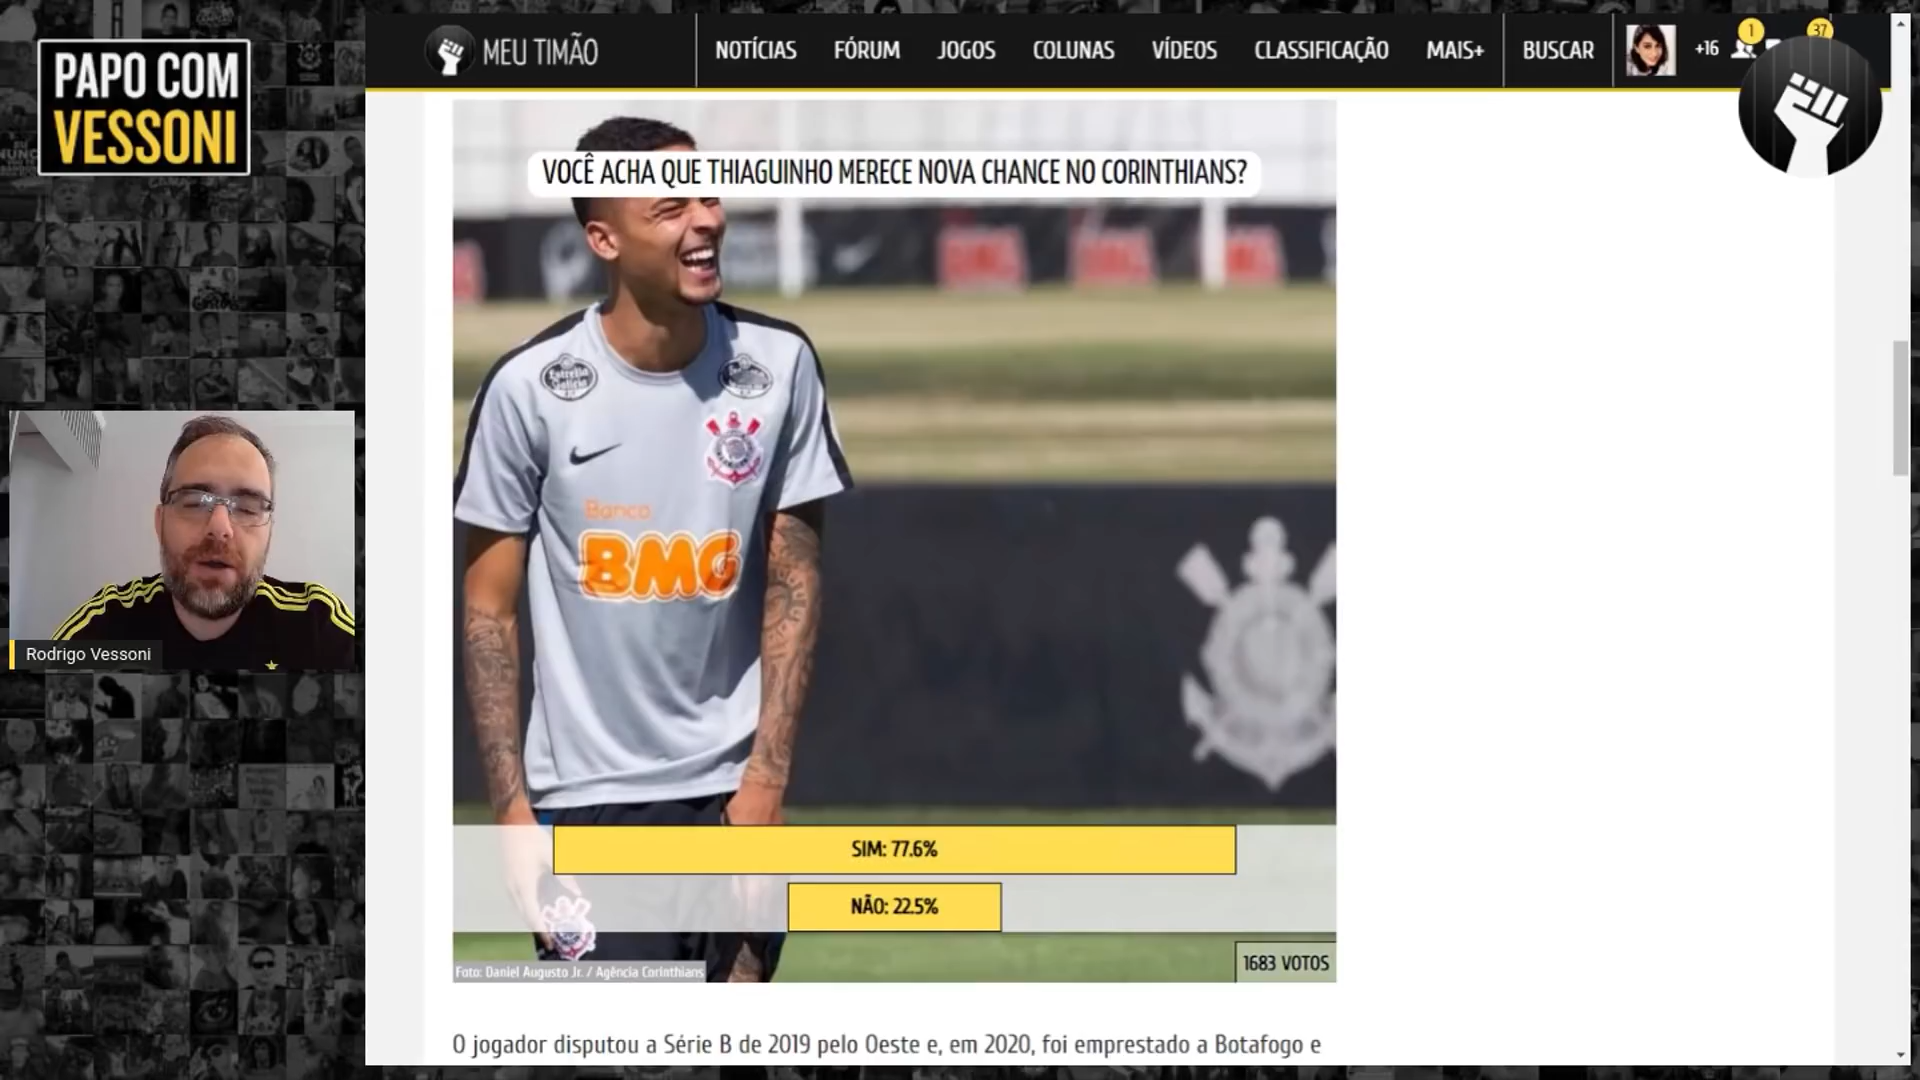 PAPO COM
VESSONI
MEU TIMÃO
NOTÍCIAS
FÓRUM
JOGOS
COLUNAS
VÍDEOS
CLASSIFICAÇÃO
MAIS+
BUSCAR
+16
1
37
VOCÊ ACHA QUE THIAGUINHO MERECE NOVA CHANCE NO CORINTHIANS?
Estrella
Galicia
Banco
BMG
Rodrigo Vessoni
SIM: 77.6%
NÃO: 22.5%
1683 VOTOS
Foto: Daniel Augusto Jr. / Agência Corinthians
O jogador disputou a Série B de 2019 pelo Oeste e, em 2020, foi emprestado a Botafogo e